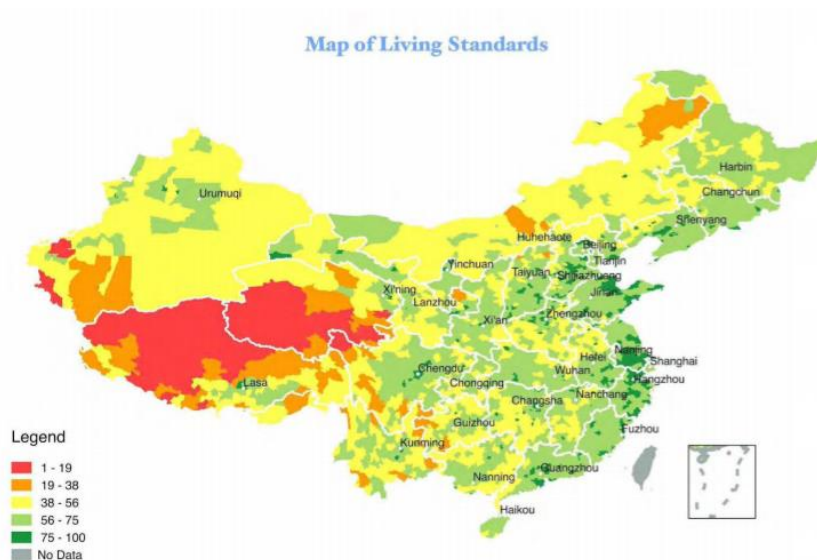 Map of Living Standards
Harbin
Urumuqi
Changchun
Shenyang
Huhehaote
Beijing
Tianjin
Yinchuan
Taiyuan
Shijiazhuang
Xi'ning
Jinan
Lanzhou
Zhengzhou
Xi'an
Nanjing
Hefei
Shanghai
Chengdu
Wuhan
Hangzhou
Lasa
Chongqing
Nanchang
Changsha
Guizhou
Fuzhou
Kunming
Guangzhou
Nanning
Haikou
Legend
1 - 19
19 - 38
38 - 56
56 - 75
75 - 100
No Data